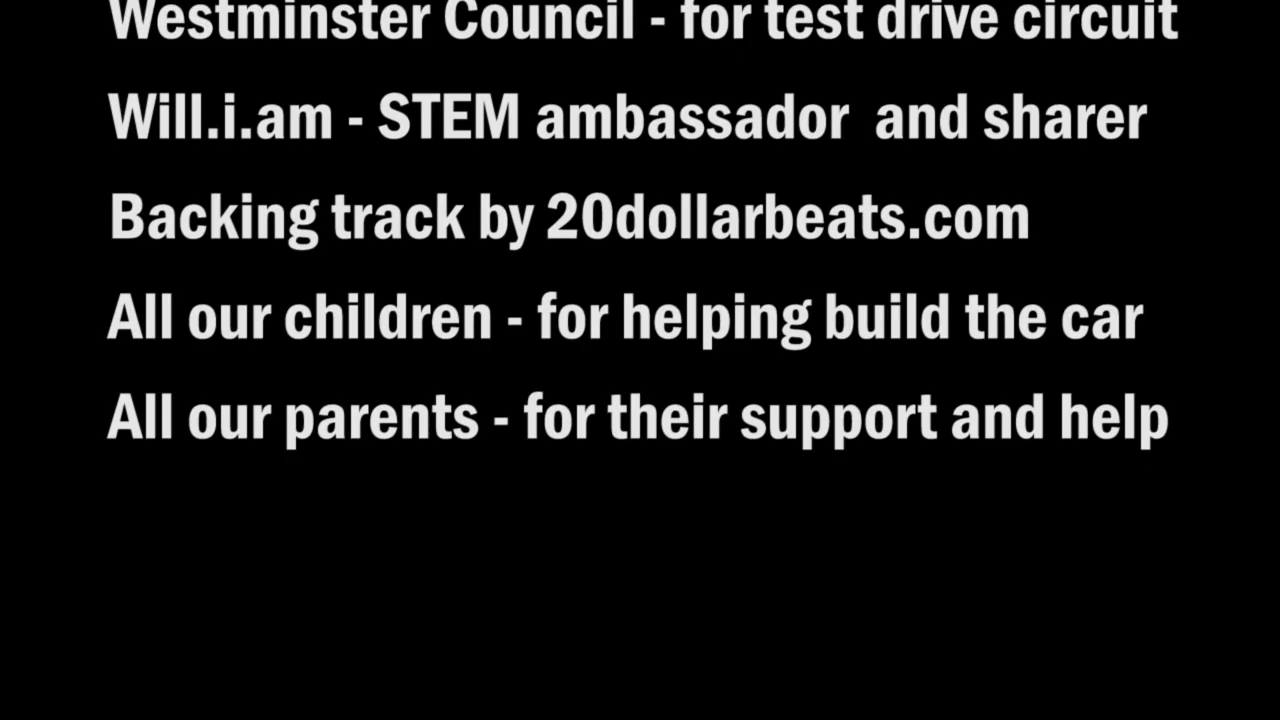 Westminster Council - for test drive circuit
Will.i.am - STEM ambassador  and sharer
Backing track by 20dollarbeats.com
All our children - for helping build the car
All our parents - for their support and help